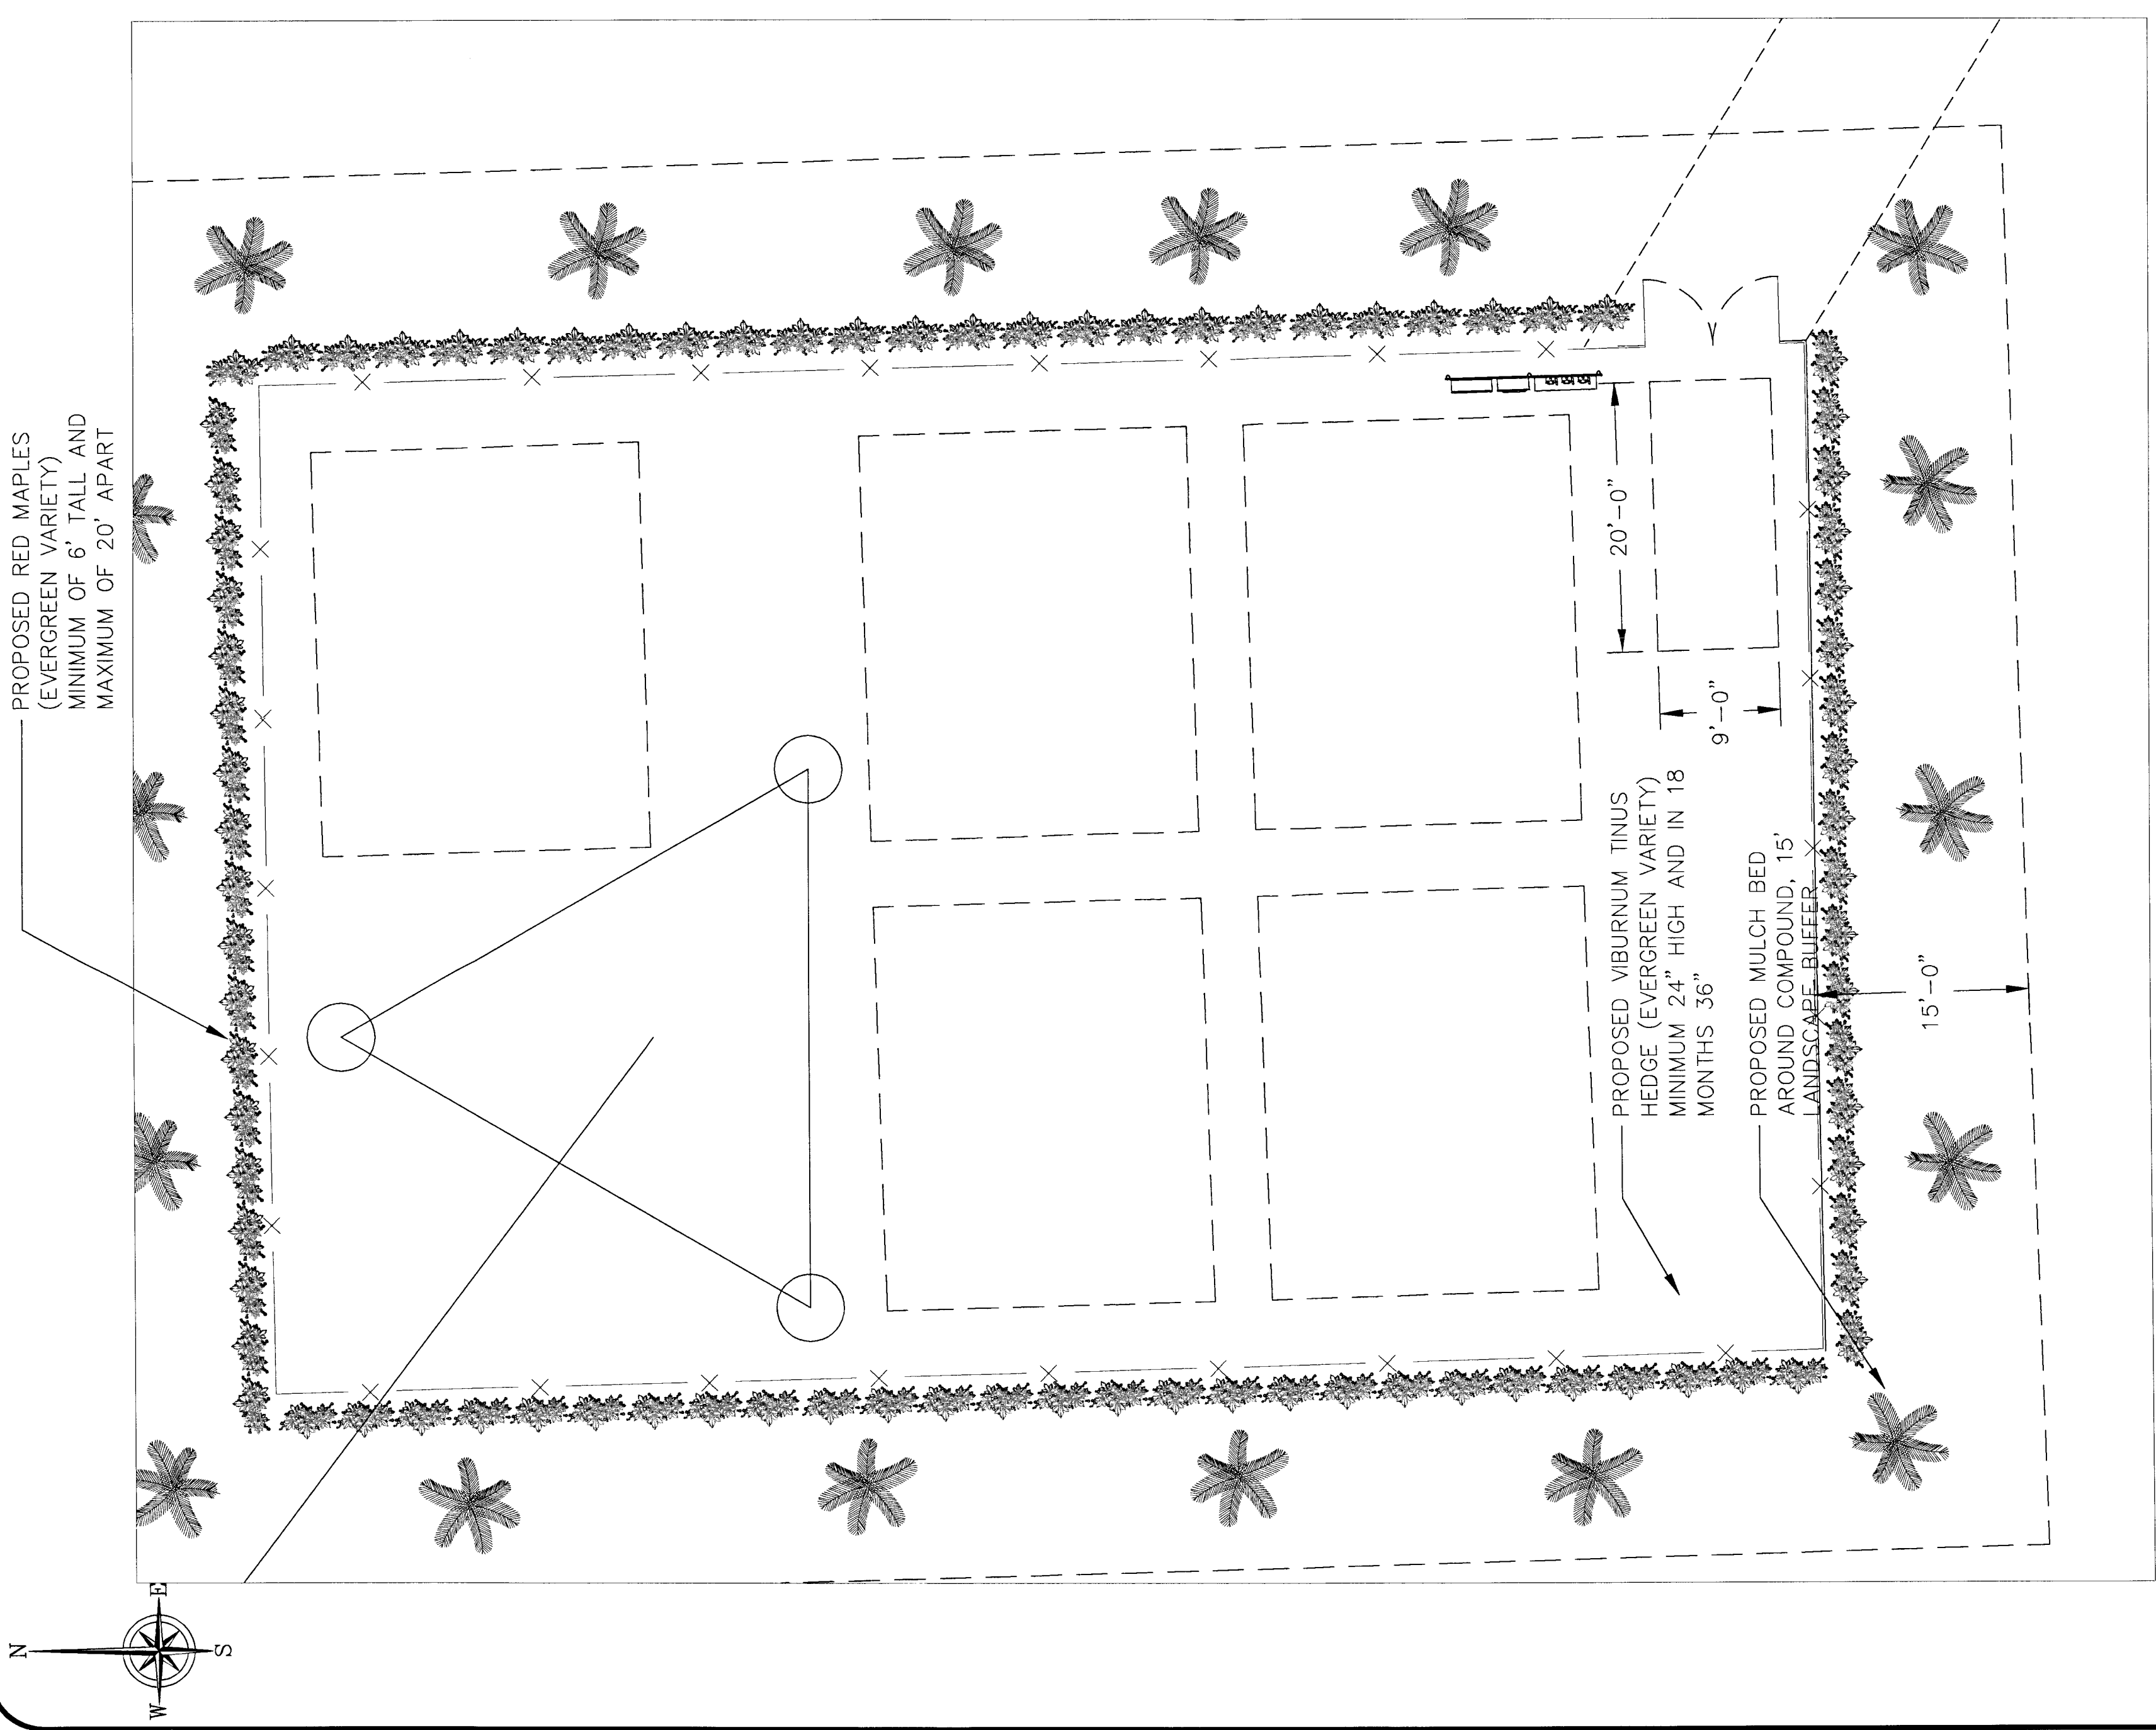 PROPOSED RED MAPLES
(EVERGREEN VARIETY)
MINIMUM OF 6' TALL AND
MAXIMUM OF 20' APART
20'-0"
9'-0"
PROPOSED VIBURNUM TINUS
HEDGE (EVERGREEN VARIETY)
MINIMUM 24" HIGH AND IN 18
MONTHS 36"
PROPOSED MULCH BED
AROUND COMPOUND, 15'
LANDSCAPE BUFFER
15'-0"
N
E
S
W